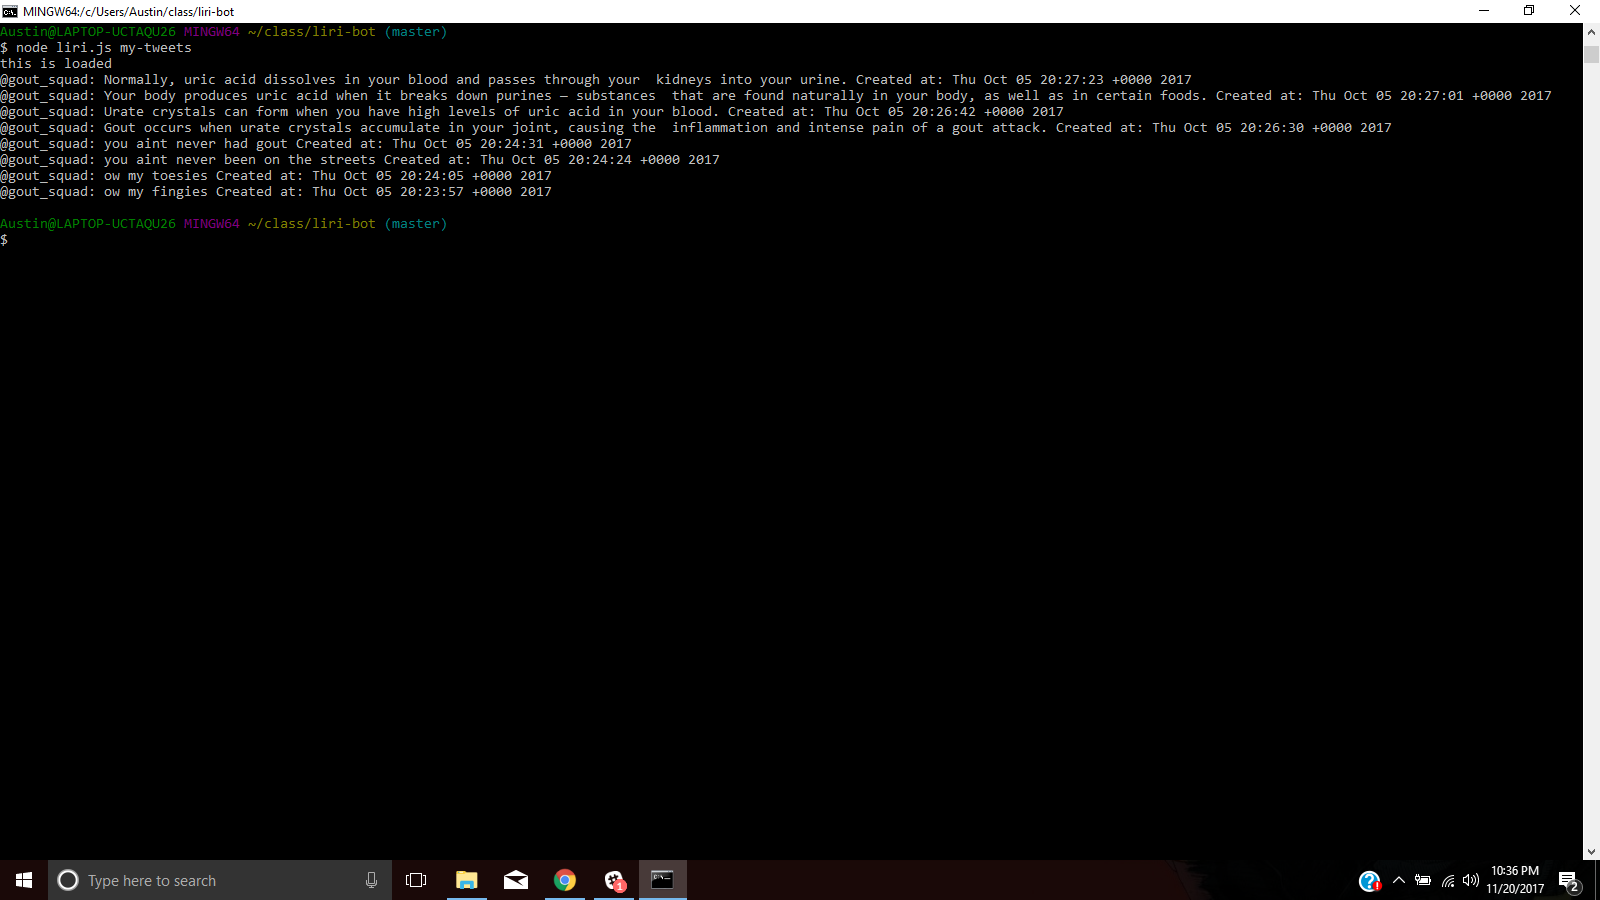 MINGW64:/c/Users/Austin/class/liri-bot
Austin@LAPTOP-UCTAQU26 MINGW64 ~/class/liri-bot (master)
$ node liri.js my-tweets
this is loaded
@gout_squad: Normally, uric acid dissolves in your blood and passes through your  kidneys into your urine. Created at: Thu Oct 05 20:27:23 +0000 2017
@gout_squad: Your body produces uric acid when it breaks down purines — substances  that are found naturally in your body, as well as in certain foods. Created at: Thu Oct 05 20:27:01 +0000 2017
@gout_squad: Urate crystals can form when you have high levels of uric acid in your blood. Created at: Thu Oct 05 20:26:42 +0000 2017
@gout_squad: Gout occurs when urate crystals accumulate in your joint, causing the  inflammation and intense pain of a gout attack. Created at: Thu Oct 05 20:26:30 +0000 2017
@gout_squad: you aint never had gout Created at: Thu Oct 05 20:24:31 +0000 2017
@gout_squad: you aint never been on the streets Created at: Thu Oct 05 20:24:24 +0000 2017
@gout_squad: ow my toesies Created at: Thu Oct 05 20:24:05 +0000 2017
@gout_squad: ow my fingies Created at: Thu Oct 05 20:23:57 +0000 2017
Austin@LAPTOP-UCTAQU26 MINGW64 ~/class/liri-bot (master)
$
Type here to search
1
10:36 PM
11/20/2017
2